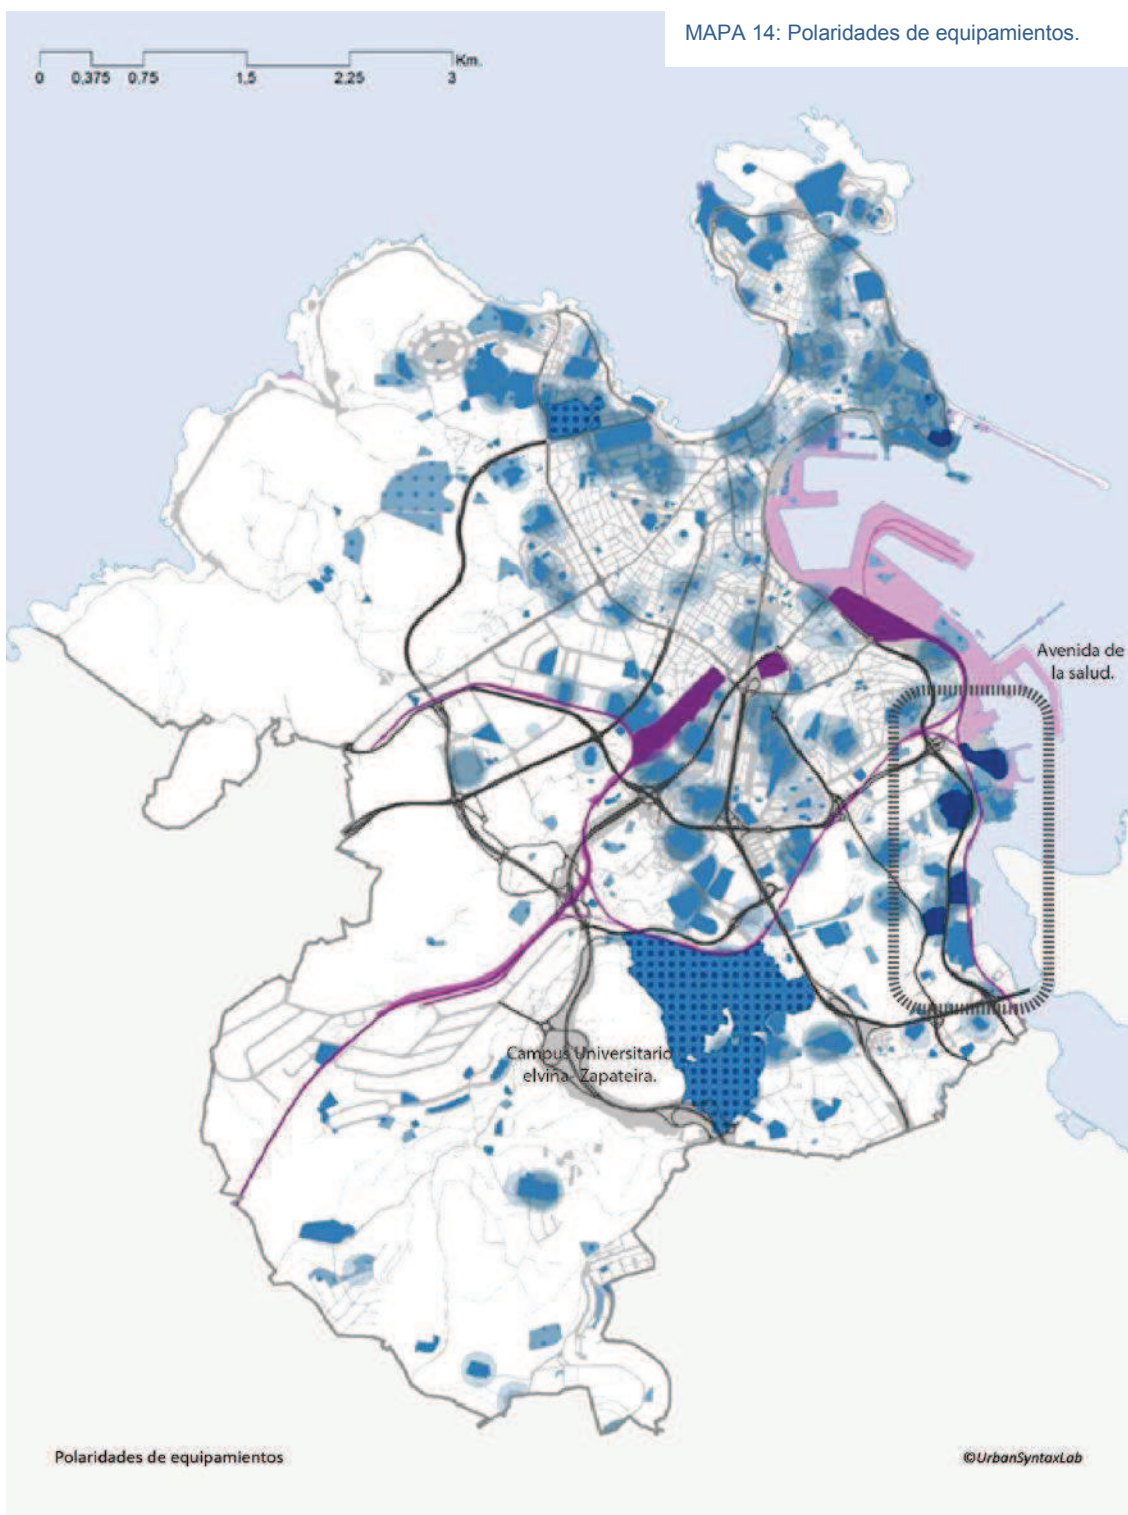 MAPA 14: Polaridades de equipamientos.
Km.
0 0,375 0,75 1,5 2,25 3
Avenida de
la salud.
Campus Universitario
elviña- Zapateira.
Polaridades de equipamientos
©UrbanSyntaxLab